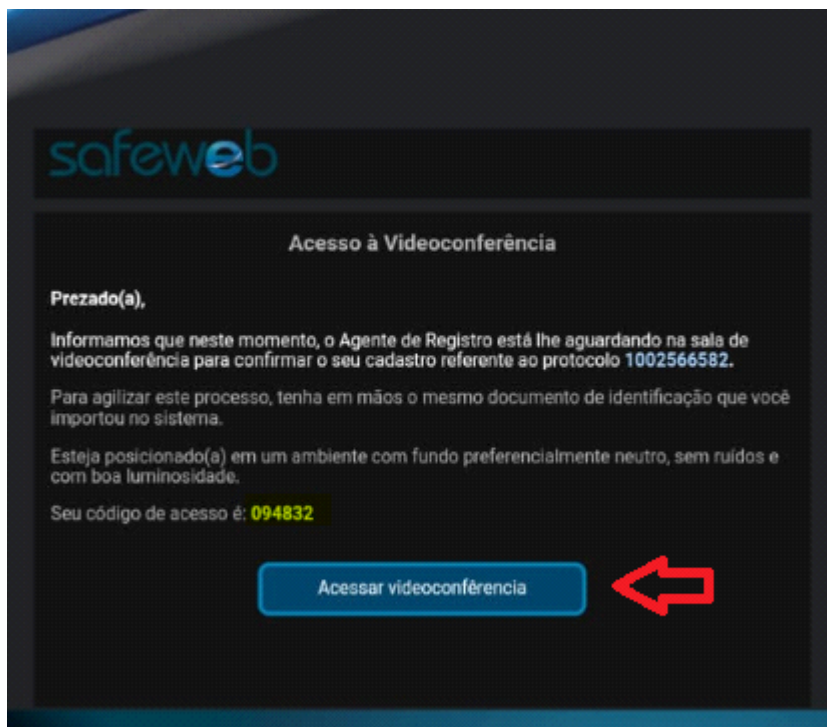 safeweb
Acesso à Videoconferência
Prezado(a),
Informamos que neste momento, o Agente de Registro está lhe aguardando na sala de
videoconferência para confirmar o seu cadastro referente ao protocolo 1002566582.
Para agilizar este processo, tenha em mãos o mesmo documento de identificação que você
importou no sistema.
Esteja posicionado(a) em um ambiente com fundo preferencialmente neutro, sem ruídos e
com boa luminosidade.
Seu código de acesso é: 094832
Acessar videoconfêrencia